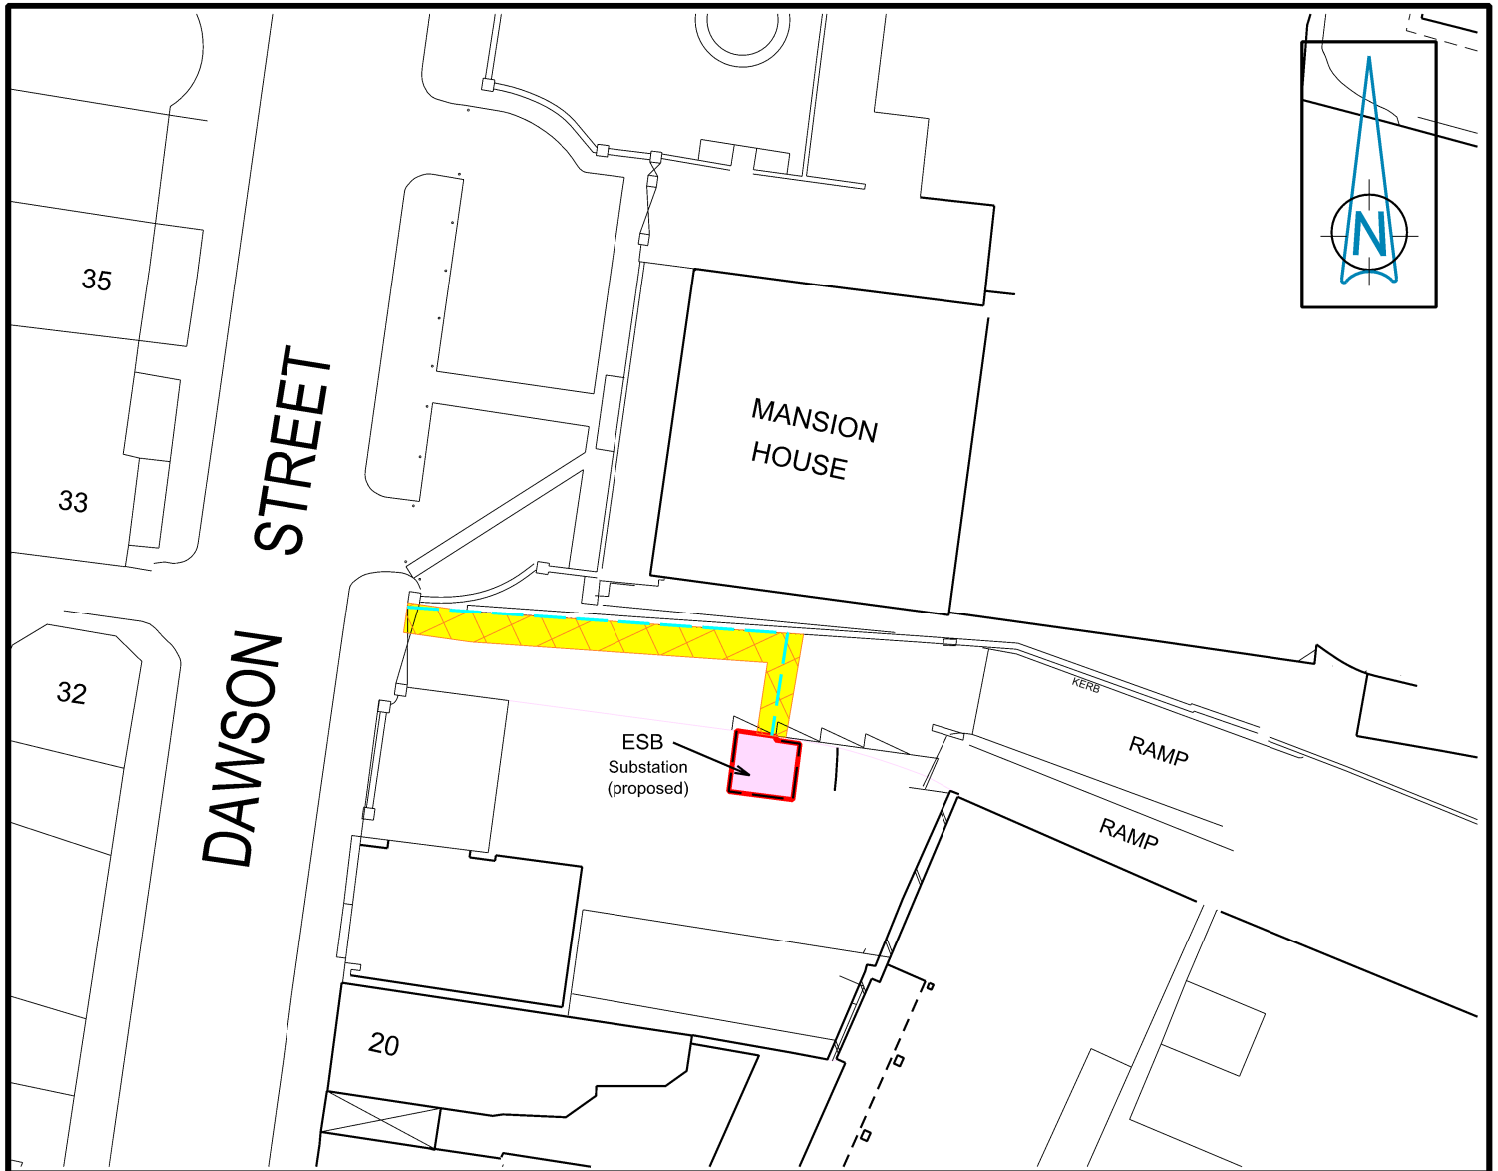 N
35
STREET
MANSION
HOUSE
33
DAWSON
32
KERB
ESB
Substation
(proposed)
RAMP
RAMP
20